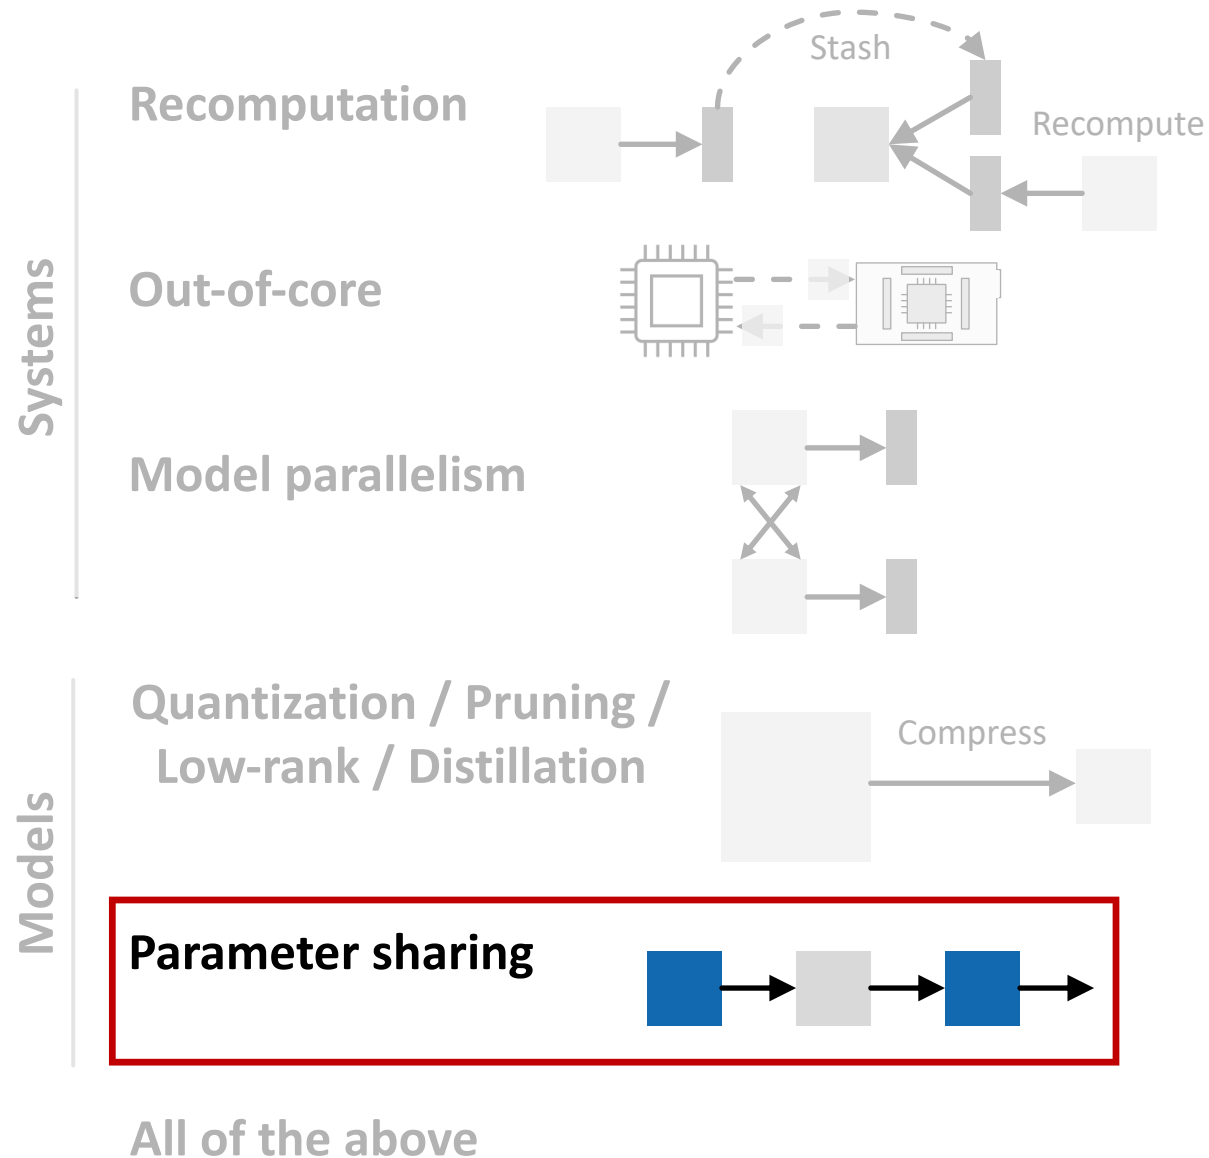 Systems
Recomputation
Stash
Recompute
Out-of-core
Model parallelism
Models
Quantization / Pruning /
Low-rank / Distillation
Compress
Parameter sharing
All of the above